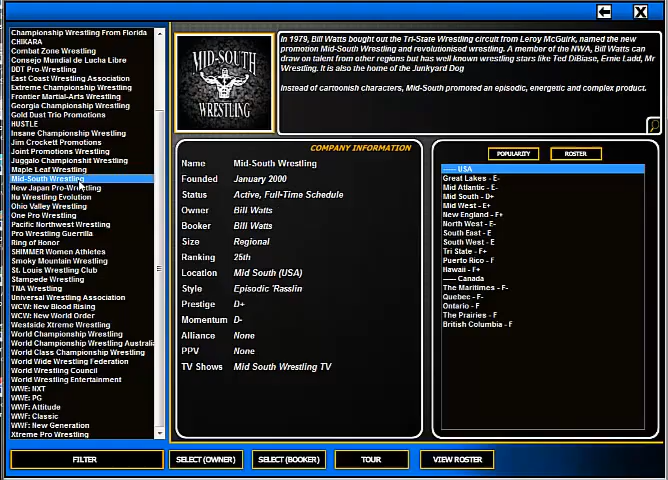 Championship Wrestling From Florida
CHIKARA
Combat Zone Wrestling
Consejo Mundial de Lucha Libre
DDT Pro-Wrestling
East Coast Wrestling Association
Extreme Championship Wrestling
Frontier Martial-Arts Wrestling
Georgia Championship Wrestling
Gold Dust Trio Promotions
HUSTLE
Insane Championship Wrestling
Jim Crockett Promotions
Joint Promotions Wrestling
Juggalo Championshit Wrestling
Maple Leaf Wrestling
Mid-South Wrestling
New Japan Pro-Wrestling
Nu Wrestling Evolution
Ohio Valley Wrestling
One Pro Wrestling
Pacific Northwest Wrestling
Pro Wrestling Guerrilla
Ring of Honor
SHIMMER Women Athletes
Smoky Mountain Wrestling
St. Louis Wrestling Club
Stampede Wrestling
TNA Wrestling
Universal Wrestling Association
WCW: New Blood Rising
WCW: New World Order
Westside Xtreme Wrestling
World Championship Wrestling
World Championship Wrestling Australia
World Class Championship Wrestling
World Wide Wrestling Federation
World Wrestling Council
World Wrestling Entertainment
WWE: NXT
WWE: PG
WWF: Attitude
WWF: Classic
WWF: New Generation
Xtreme Pro Wrestling
FILTER
MID-SOUTH
WRESTLING
In 1979, Bill Watts bought out the Tri-State Wrestling circuit from Leroy McGuirk, named the new
promotion Mid-South Wrestling and revolutionised wrestling. A member of the NWA, Bill Watts can
draw on talent from other regions but has well known wrestling stars like Ted DiBiase, Ernie Ladd, Mr
Wrestling. It is also the home of the Junkyard Dog
Instead of cartoonish characters, Mid-South promoted an episodic, energetic and complex product.
COMPANY INFORMATION
Name Mid-South Wrestling
Founded January 2000
Status Active, Full-Time Schedule
Owner Bill Watts
Booker Bill Watts
Size Regional
Ranking 25th
Location Mid South (USA)
Style Episodic 'Rasslin
Prestige D+
Momentum D-
Alliance None
PPV None
TV Shows Mid South Wrestling TV
POPULARITY ROSTER
----- USA
Great Lakes - E-
Mid Atlantic - E-
Mid South - D+
Mid West - E+
New England - F+
North West - E-
South East - E
South West - E
Tri State - E+
Puerto Rico - F
Hawaii - F+
----- Canada
The Maritimes - F-
Quebec - F-
Ontario - F
The Prairies - F
British Columbia - F
SELECT (OWNER) SELECT (BOOKER) TOUR VIEW ROSTER